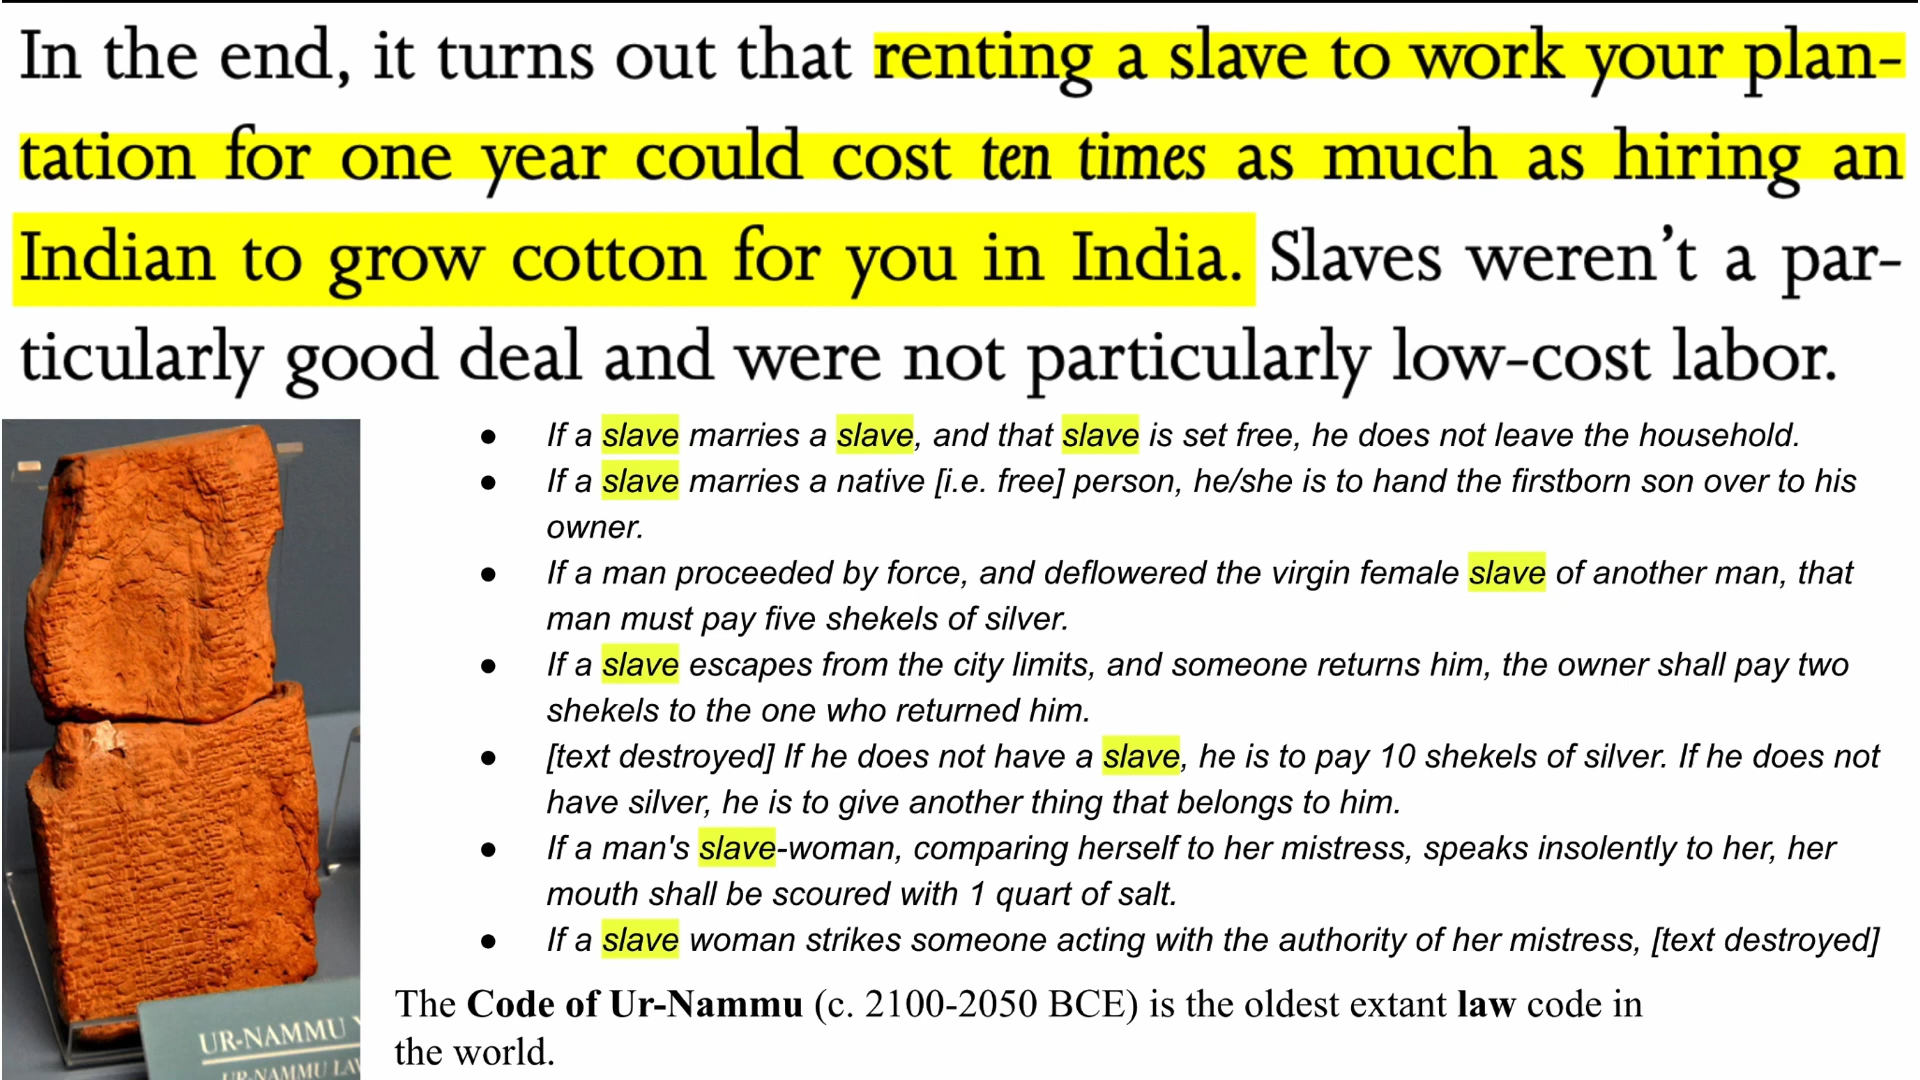 In the end, it turns out that renting a slave to work your plan-
tation for one year could cost ten times as much as hiring an
Indian to grow cotton for you in India. Slaves weren't a par-
ticularly good deal and were not particularly low-cost labor.
● If a slave marries a slave, and that slave is set free, he does not leave the household.
● If a slave marries a native [i.e. free] person, he/she is to hand the firstborn son over to his
owner.
● If a man proceeded by force, and deflowered the virgin female slave of another man, that
man must pay five shekels of silver.
● If a slave escapes from the city limits, and someone returns him, the owner shall pay two
shekels to the one who returned him.
● [text destroyed] If he does not have a slave, he is to pay 10 shekels of silver. If he does not
have silver, he is to give another thing that belongs to him.
● If a man's slave-woman, comparing herself to her mistress, speaks insolently to her, her
mouth shall be scoured with 1 quart of salt.
● If a slave woman strikes someone acting with the authority of her mistress, [text destroyed]
The Code of Ur-Nammu (c. 2100-2050 BCE) is the oldest extant law code in
the world.
UR-NAMMU
UR-NAMMU LAW